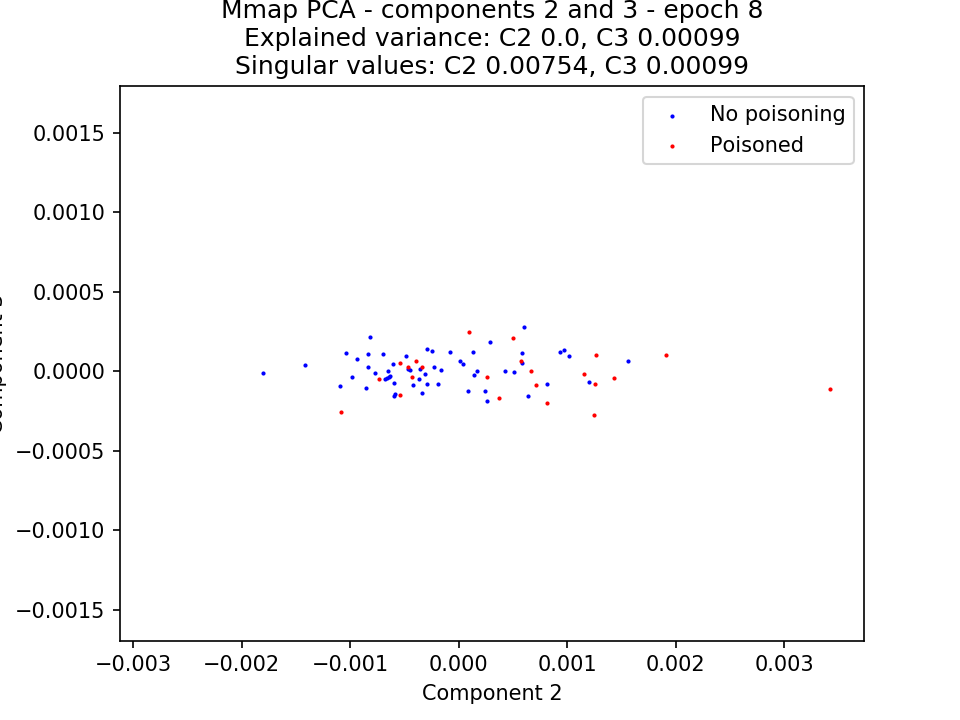 Mmap PCA - components 2 and 3 - epoch 8
Explained variance: C2 0.0, C3 0.00099
Singular values: C2 0.00754, C3 0.00099
No poisoning
Poisoned
0.0015
0.0010
0.0005
0.0000
−0.0005
−0.0010
−0.0015
−0.003 −0.002 −0.001 0.000 0.001 0.002 0.003
Component 2